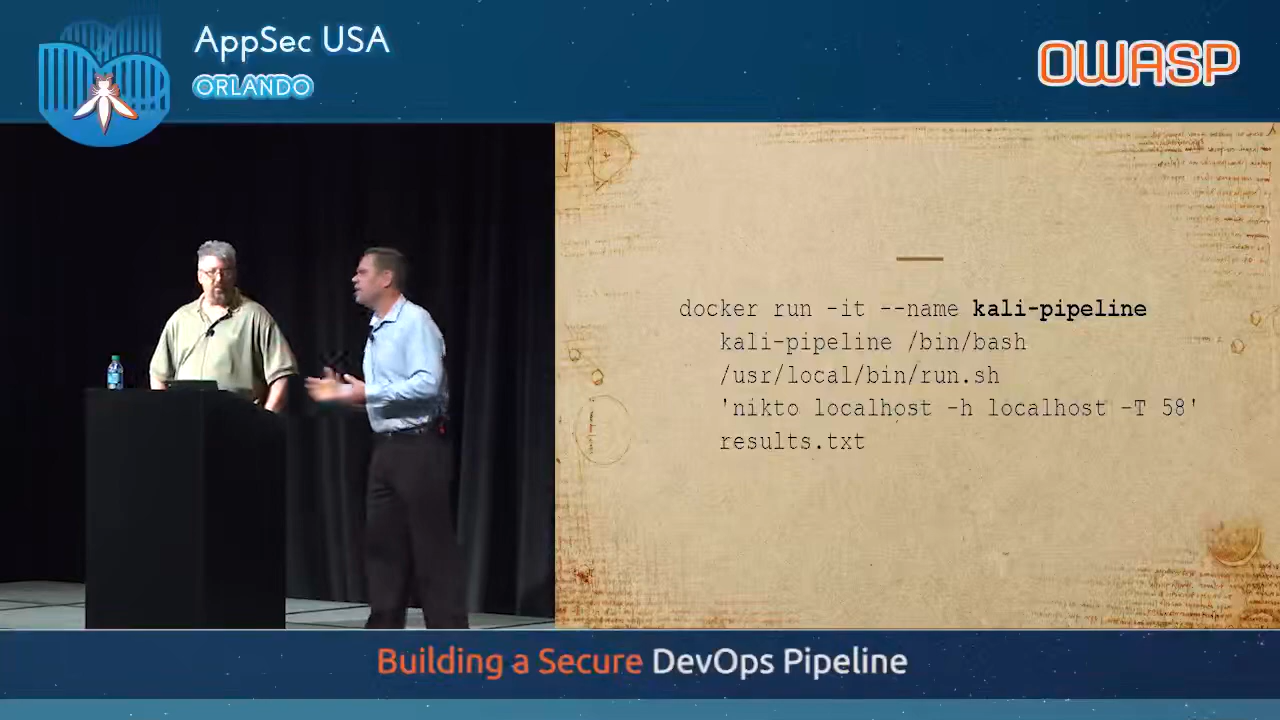 AppSec USA
ORLANDO
OWASP
docker run -it --name kali-pipeline
kali-pipeline /bin/bash
/usr/local/bin/run.sh
'nikto localhost -h localhost -T 58'
results.txt
Building a Secure DevOps Pipeline